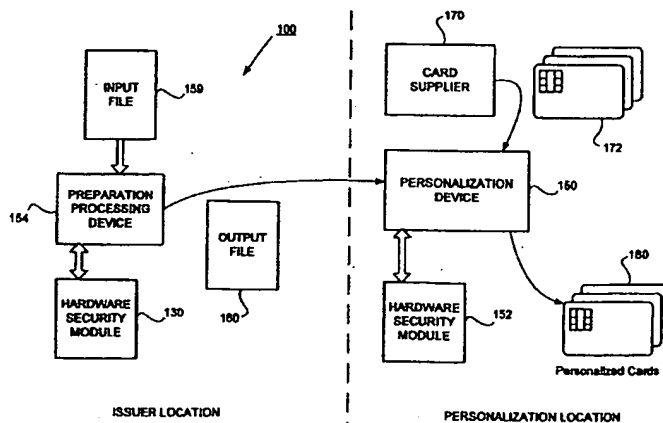 100
INPUT
FILE
159
PREPARATION
PROCESSING
DEVICE
154
OUTPUT
FILE
160
HARDWARE
SECURITY
MODULE
130
ISSUER LOCATION
170
CARD
SUPPLIER
172
PERSONALIZATION
DEVICE
150
HARDWARE
SECURITY
MODULE
152
180
Personalized Cards
PERSONALIZATION LOCATION